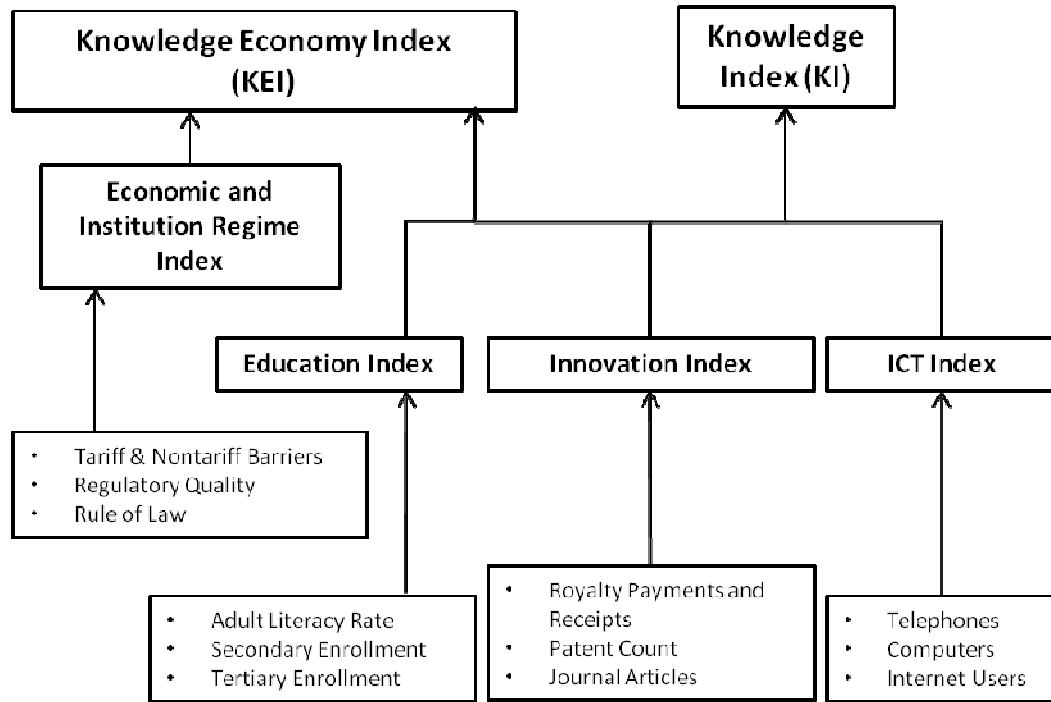 Knowledge Economy Index
(KEI)
Knowledge
Index (KI)
Economic and
Institution Regime
Index
Education Index
Innovation Index
ICT Index
• Tariff & Nontariff Barriers
• Regulatory Quality
• Rule of Law
• Adult Literacy Rate
• Secondary Enrollment
• Tertiary Enrollment
• Royalty Payments and
Receipts
• Patent Count
• Journal Articles
• Telephones
• Computers
• Internet Users